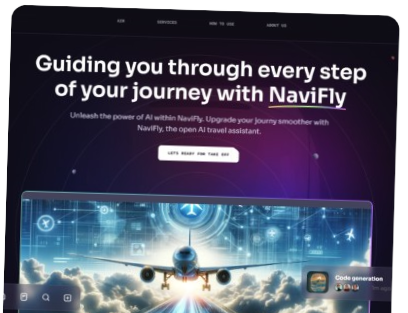 SERVICES
HOW TO USE
ABOUT US
Guiding you through every step
of your journey with NaviFly
Unleash the power of AI within NaviFly. Upgrade your journy smoother with
NaviFly, the open AI travel assistant.
LETS READY FOR TAKE OFF
Code generation